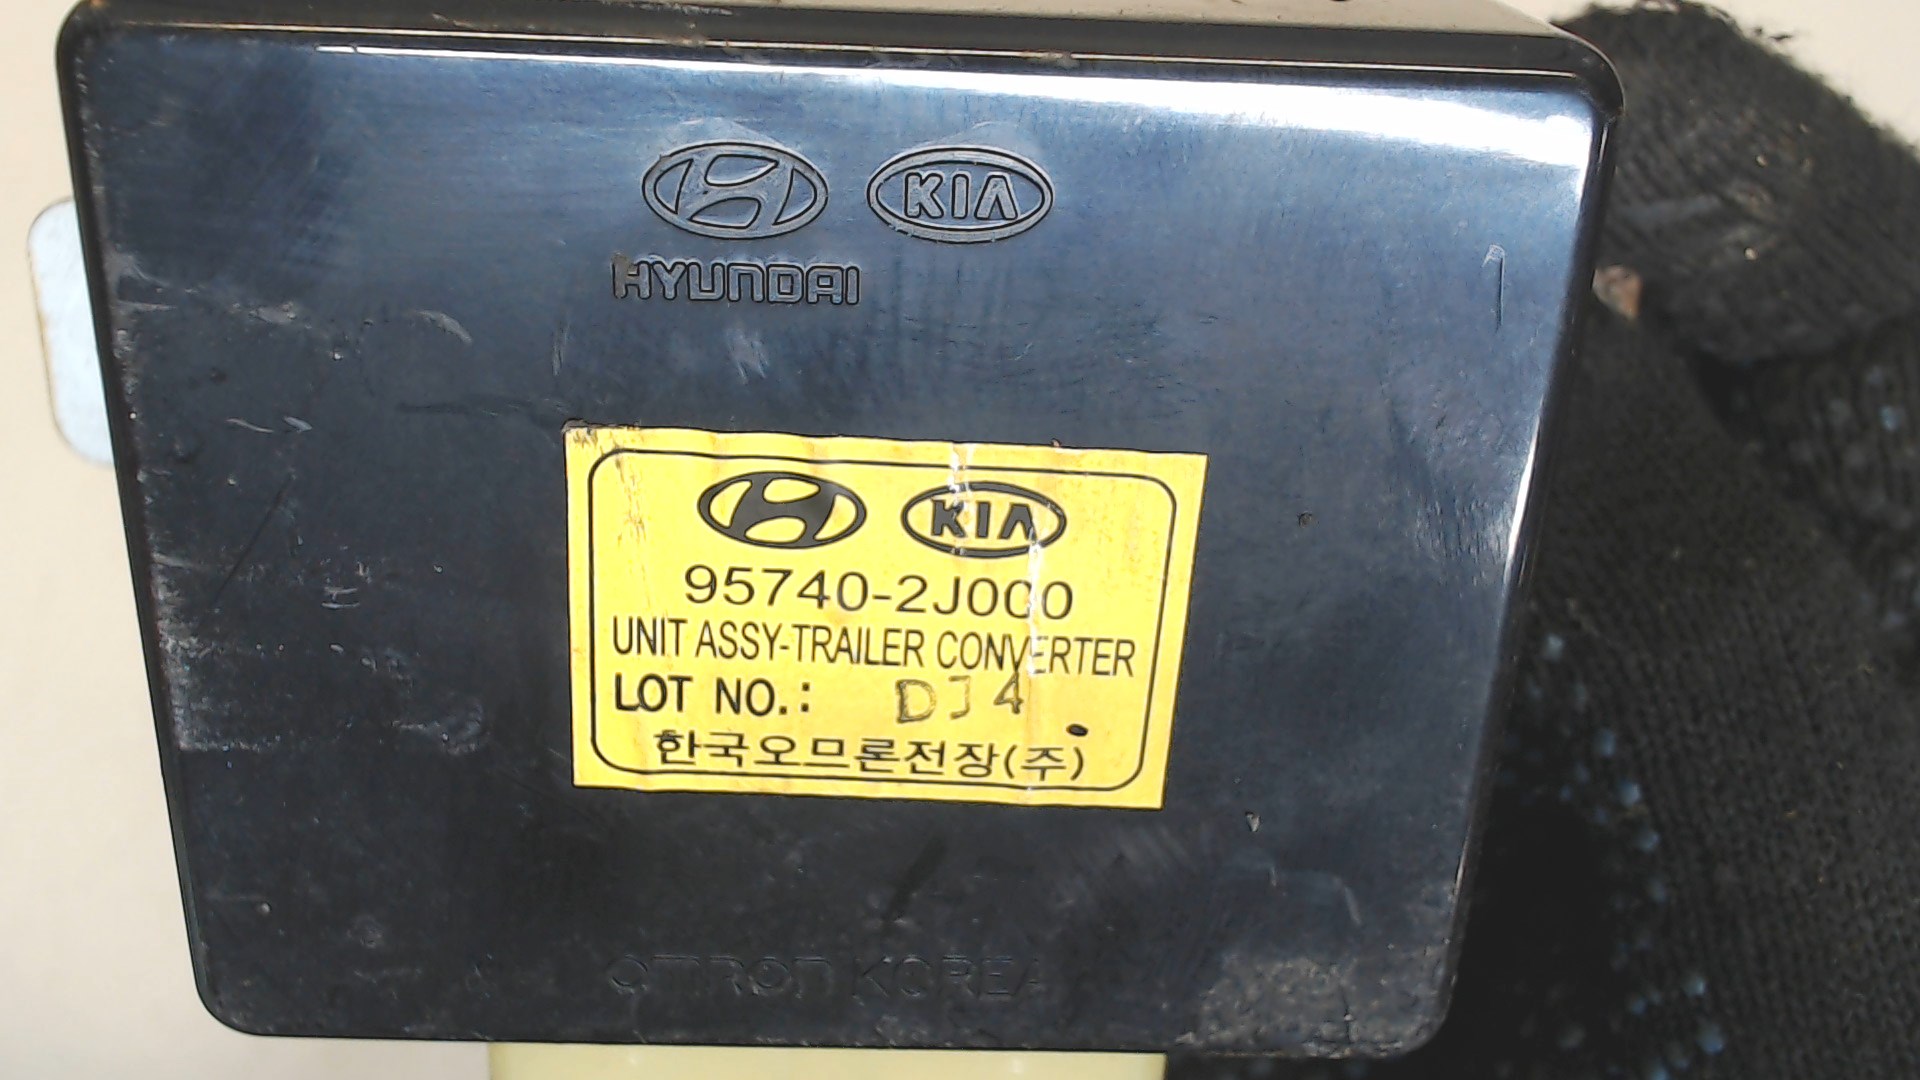 KIA
HYUNDAI
KIA
95740-2J000
UNIT ASSY-TRAILER CONVERTER
LOT NO.: DJ4
한국오므론전장(주)
OMRON KOREA